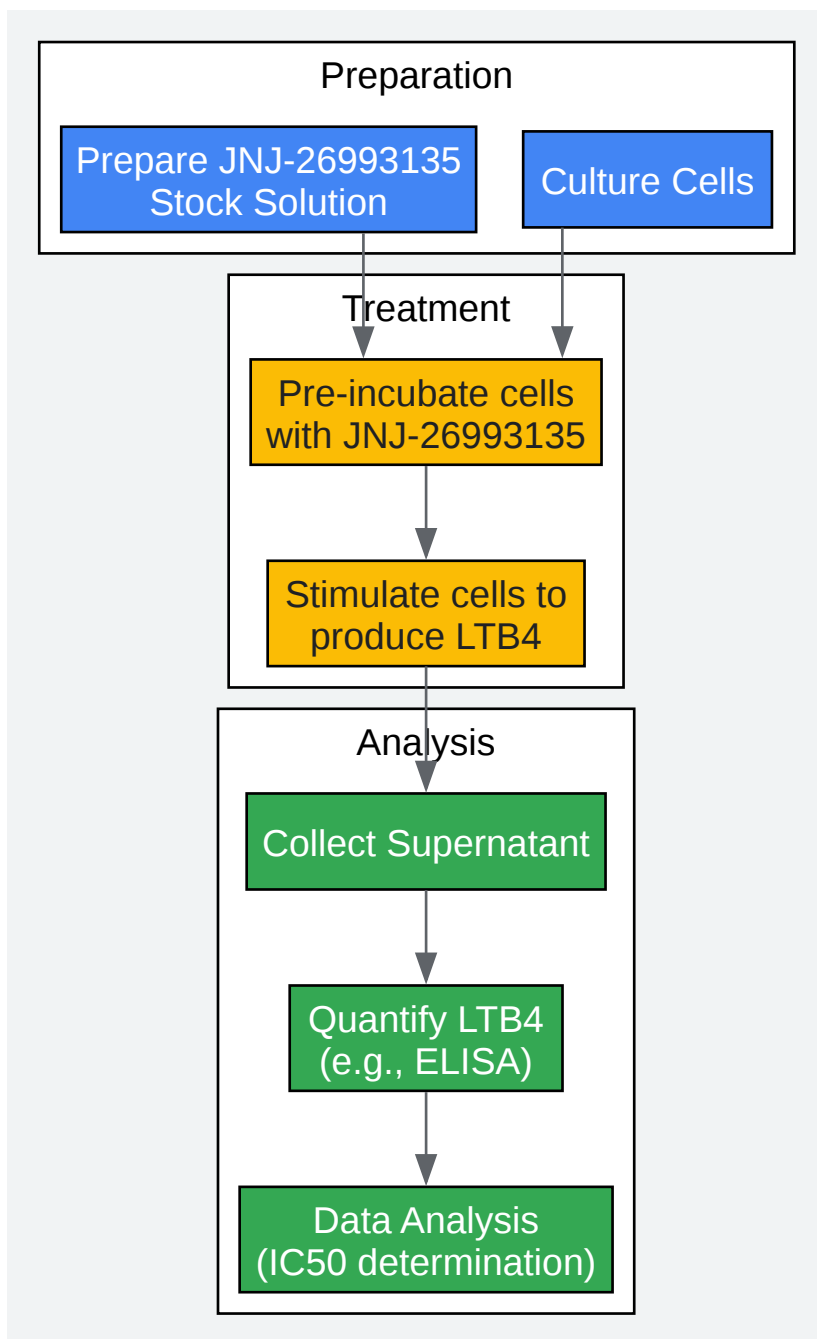 Preparation
Prepare JNJ-26993135
Stock Solution
Culture Cells
Treatment
Pre-incubate cells
with JNJ-26993135
Stimulate cells to
produce LTB4
Analysis
Collect Supernatant
Quantify LTB4
(e.g., ELISA)
Data Analysis
(IC50 determination)